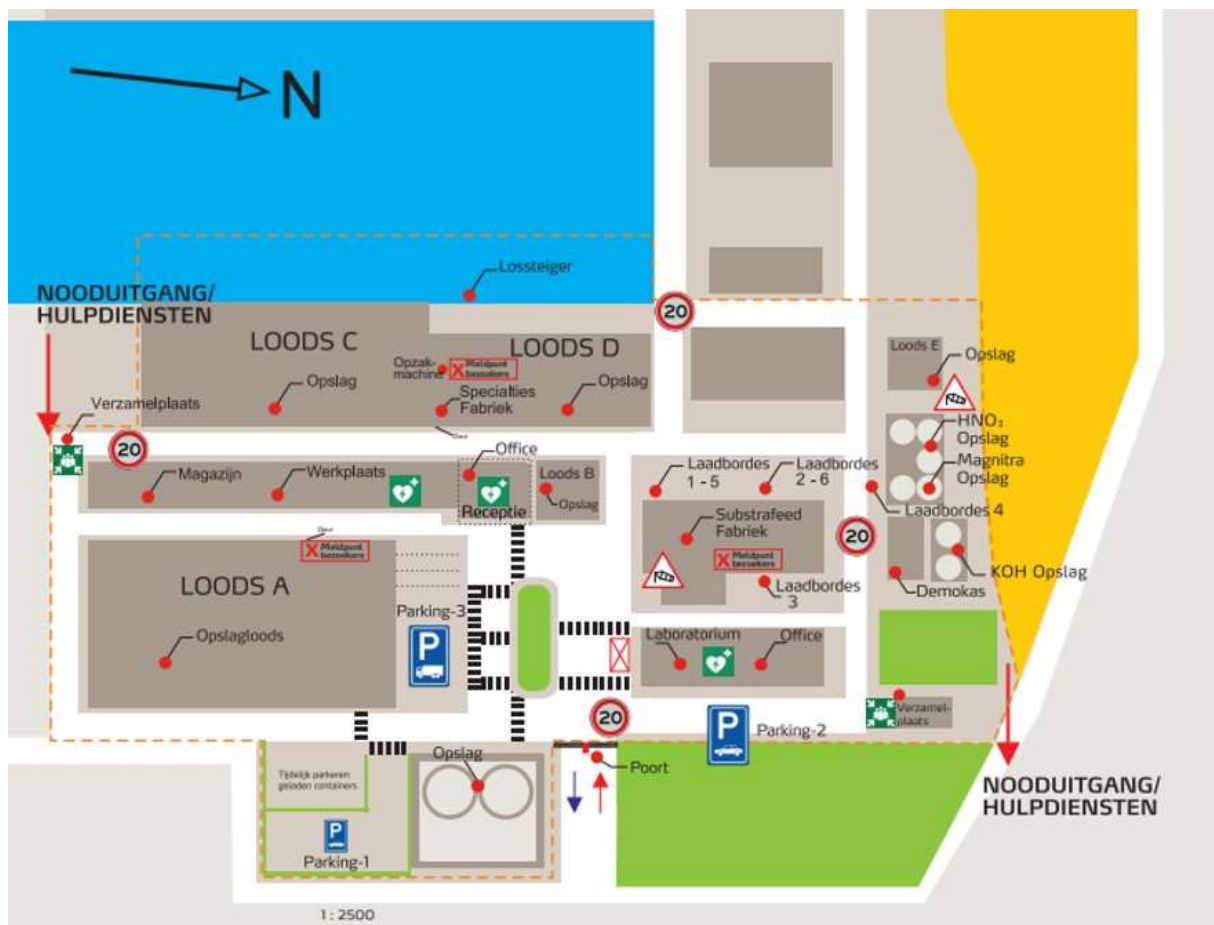 N
NOODUITGANG/
HULPDIENSTEN
Lossteiger
20
LOODS C
LOODS D
Opzak-
machine
X Meldpunt
bezoekers
Opslag
Specialties
Fabriek
Opslag
Deur
Loods E
Opslag
HNO₃
Opslag
Magnitra
Opslag
Verzamelplaats
20
Magazijn
Werkplaats
Office
Receptie
Loods B
Opslag
Laadbordes
1 - 5
Laadbordes
2 - 6
Laadbordes 4
Substrafeed
Fabriek
X Meldpunt
bezoekers
Laadbordes
3
20
KOH Opslag
Demokas
Deur
X Meldpunt
bezoekers
LOODS A
Opslagloods
Parking-3
P
Laboratorium
Office
20
P
Parking-2
Verzamel-
plaats
Poort
NOODUITGANG/
HULPDIENSTEN
Opslag
Tijdelijk parkeren
geladen containers
P
Parking-1
1 : 2500